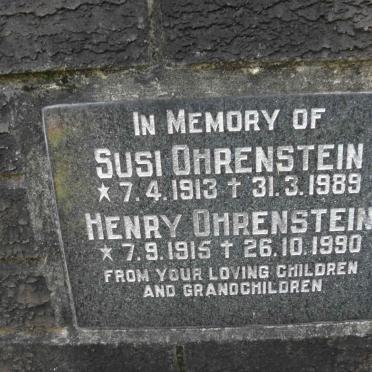 IN MEMORY OF
SUSI OHRENSTEIN
★ 7.4.1913 † 31.3.1989
HENRY OHRENSTEIN
★ 7.9.1915 † 26.10.1990
FROM YOUR LOVING CHILDREN
AND GRANDCHILDREN